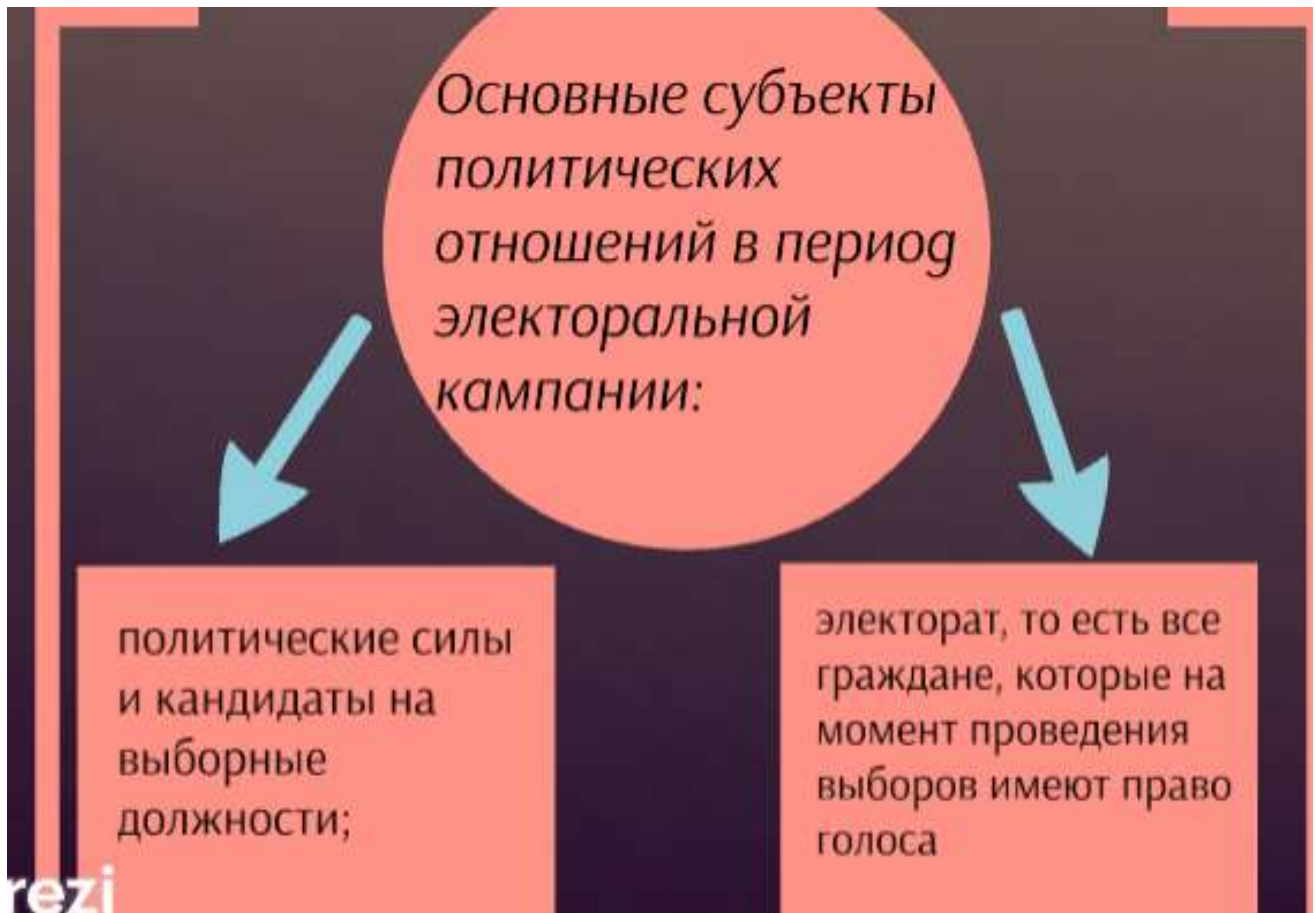 Основные субъекты
политических
отношений в период
электоральной
кампании:
политические силы
и кандидаты на
выборные
должности;
электорат, то есть все
граждане, которые на
момент проведения
выборов имеют право
голоса
rezi